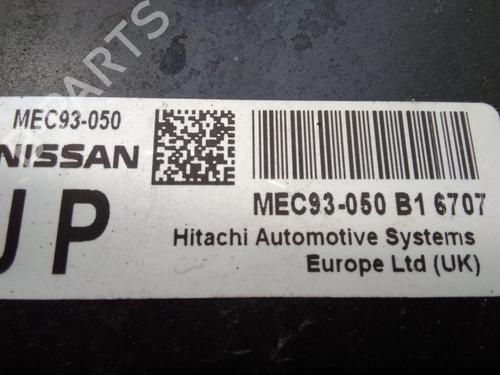 MEC93-050
NISSAN
UP
MEC93-050 B1 6707
Hitachi Automotive Systems
Europe Ltd (UK)
PARTS